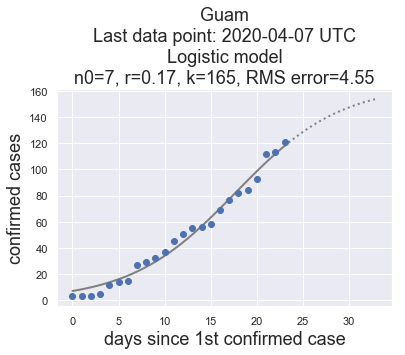 Guam
Last data point: 2020-04-07 UTC
Logistic model
n0=7, r=0.17, k=165, RMS error=4.55
160
140
120
100
80
60
40
20
0
confirmed cases
0 5 10 15 20 25 30
days since 1st confirmed case